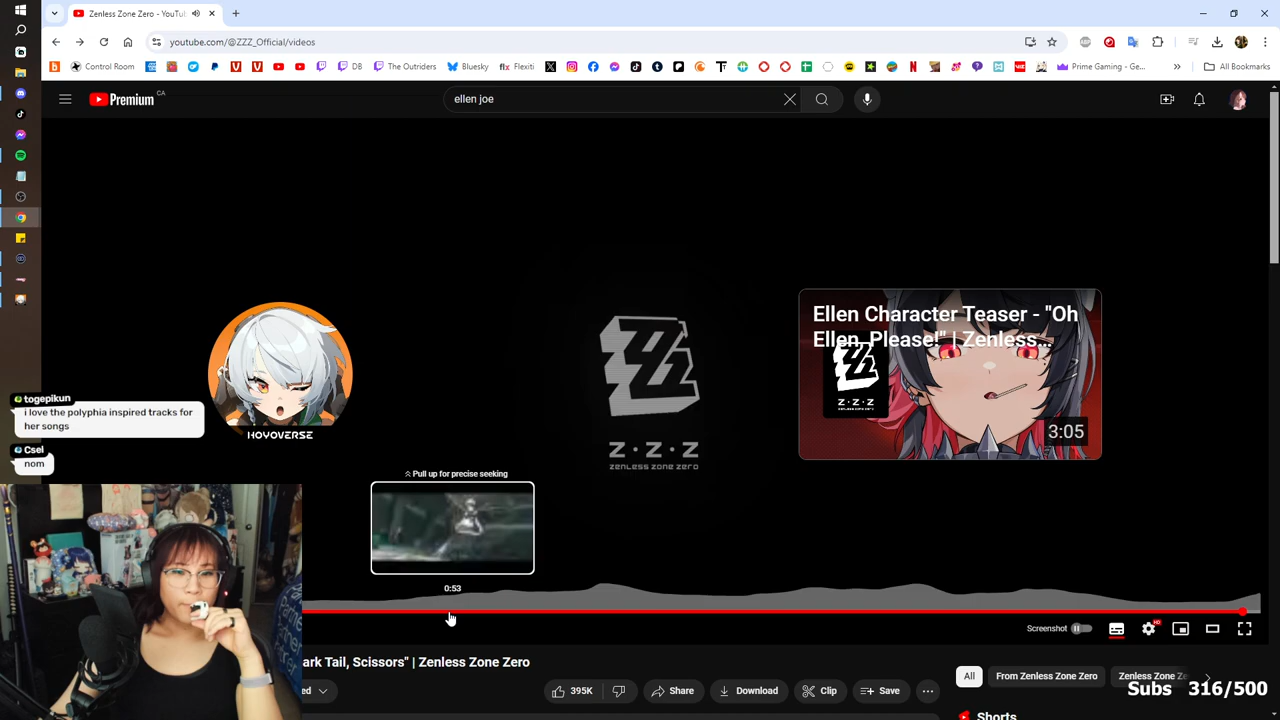 Zenless Zone Zero - YouTu
youtube.com/@ZZZ_Official/videos
Control Room
DB
The Outriders
Bluesky
Flexiti
Prime Gaming - Ge...
All Bookmarks
Premium CA
ellen joe
Ellen Character Teaser - "Oh
Ellen, Please!" | Zenless...
Z·Z·Z
3:05
HOYOVERSE
Z·Z·Z
ZENLESS ZONE ZERO
togepikun
i love the polyphia inspired tracks for
her songs
Csel
nom
Pull up for precise seeking
0:53
Screenshot
HD
ark Tail, Scissors" | Zenless Zone Zero
ed
395K
Share
Download
Clip
Save
All
From Zenless Zone Zero
Zenless Zone Ze
Subs 316/500
Shorts